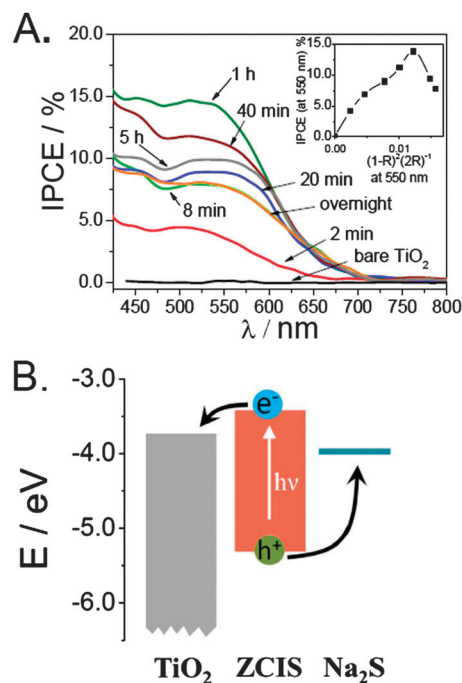 A.
IPCE / %
15.0
10.0
5.0
0.0
450 500 550 600 650 700 750 800
λ / nm
1 h
40 min
5 h
20 min
overnight
8 min
2 min
bare TiO₂
IPCE (at 550 nm) %
15.0
10.0
5.0
0.0
0.00 0.01
(1-R)²(2R)⁻¹
at 550 nm
B.
E / eV
-3.0
-4.0
-5.0
-6.0
e⁻
hν
h⁺
TiO₂ ZCIS Na₂S